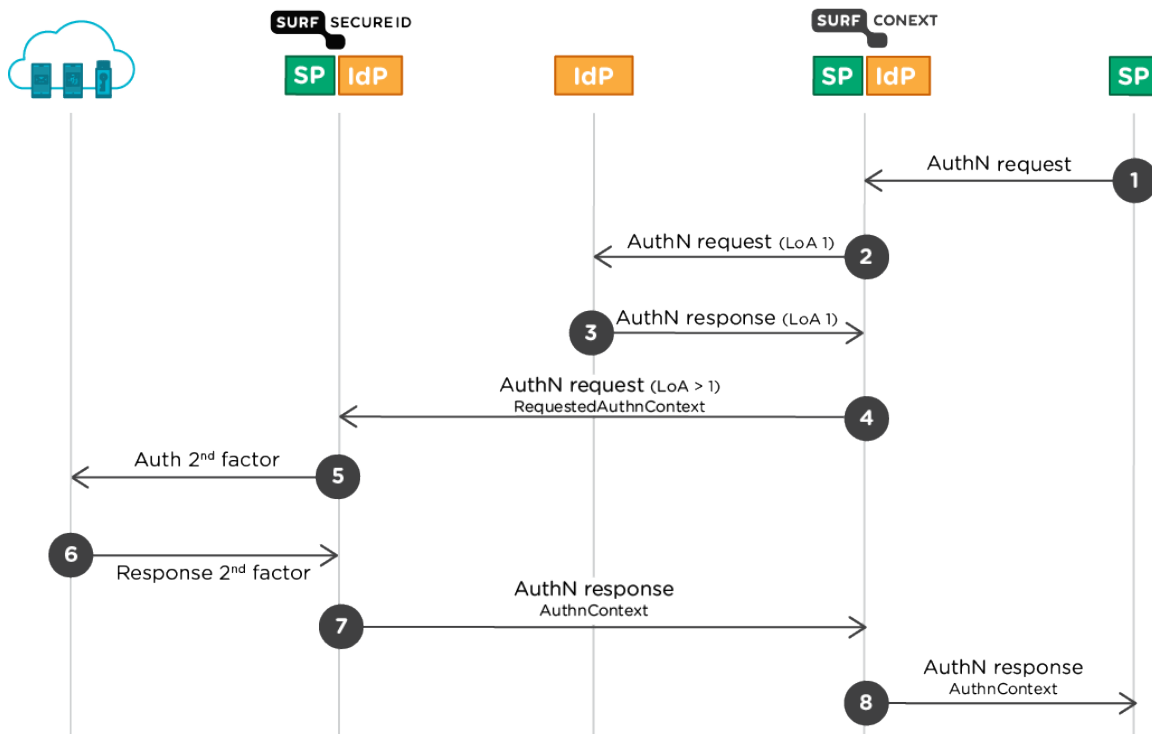 SURF SECUREID
SURF CONEXT
SP IdP
IdP
SP IdP
SP
AuthN request
1
AuthN request (LoA 1)
2
3
AuthN response (LoA 1)
AuthN request (LoA > 1)
RequestedAuthnContext
4
Auth 2nd factor
5
6
Response 2nd factor
AuthN response
AuthnContext
7
AuthN response
AuthnContext
8